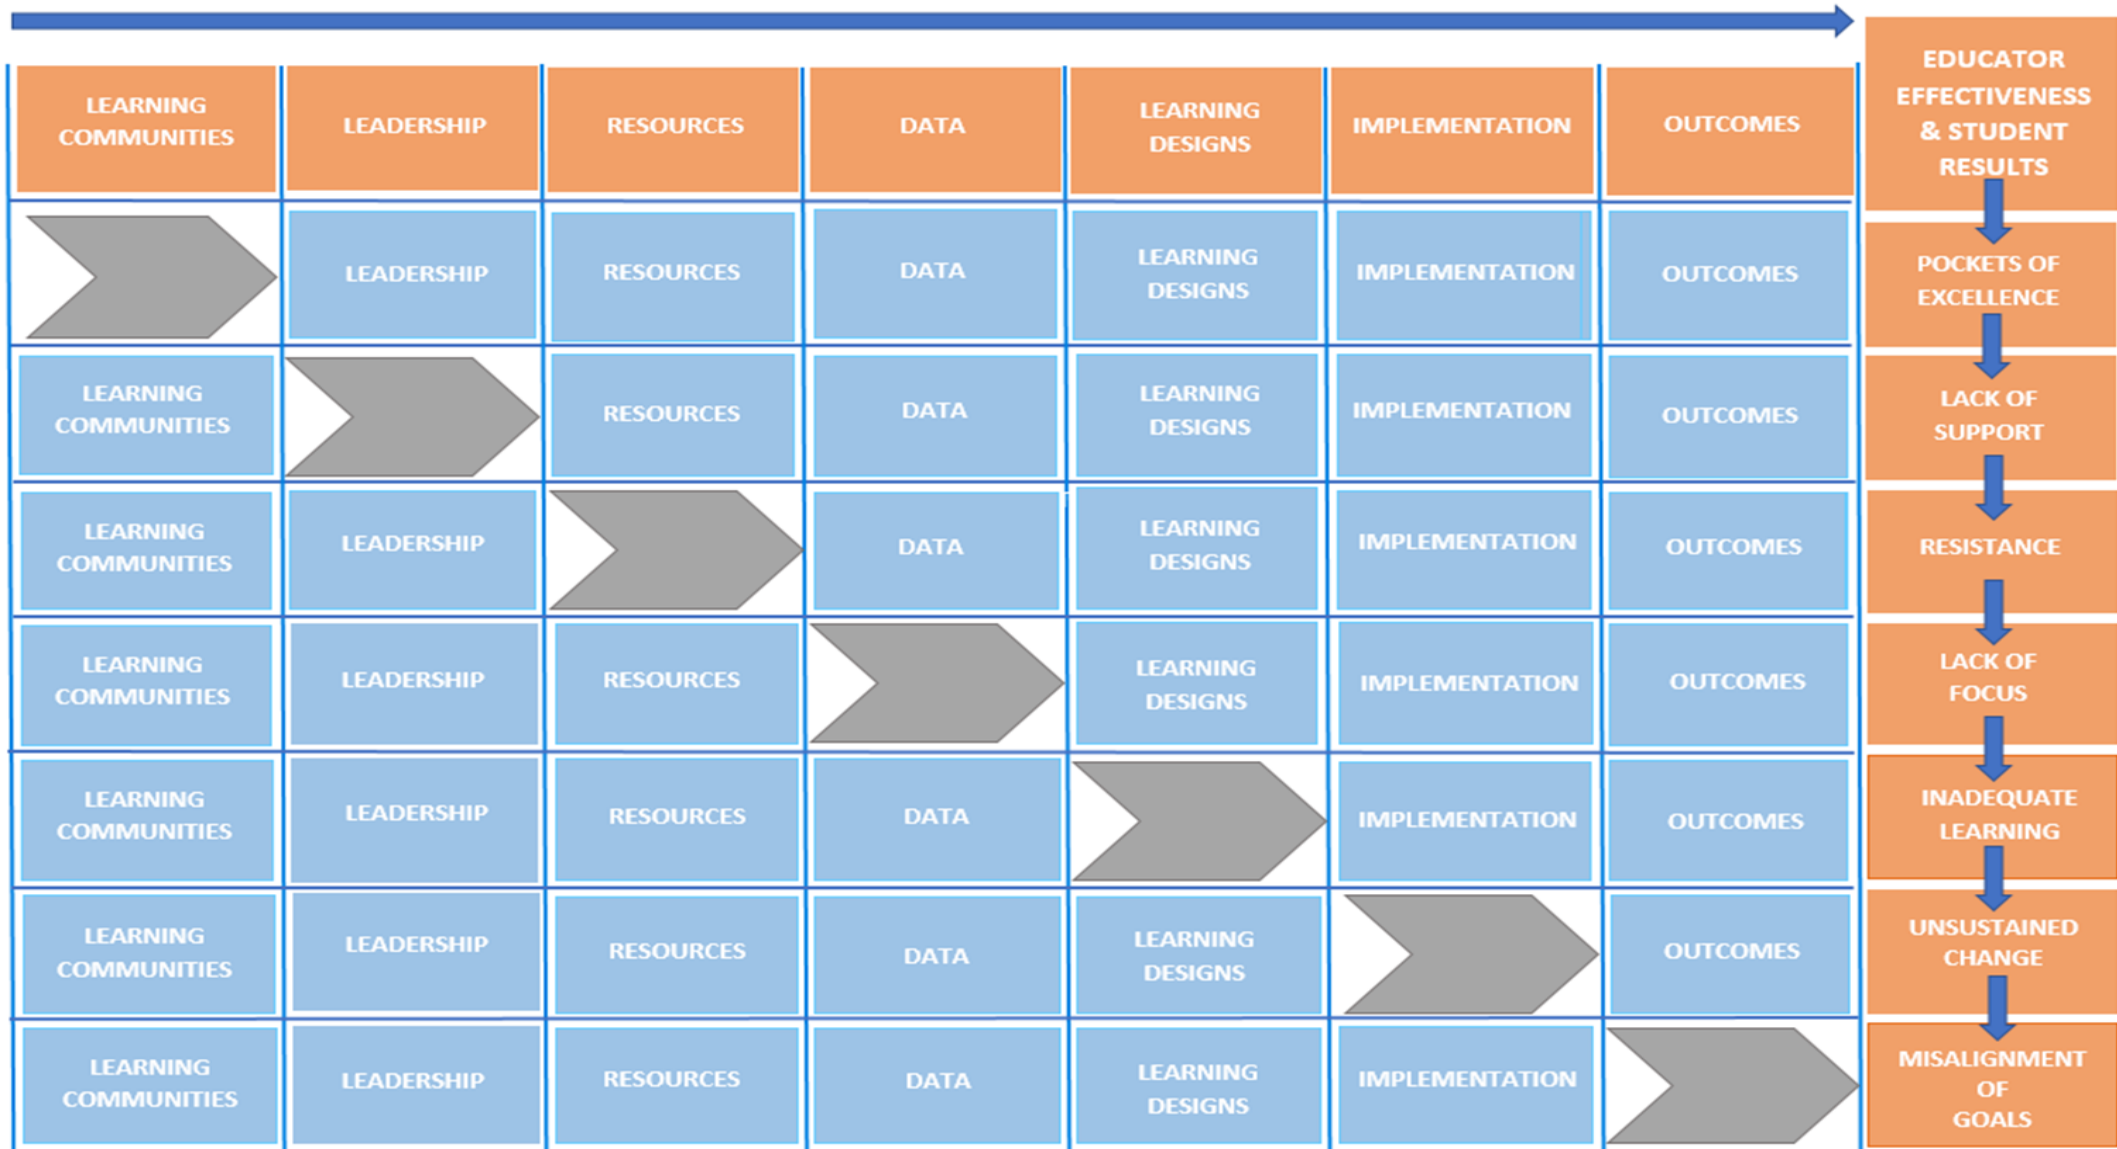 LEARNING
COMMUNITIES
LEADERSHIP
RESOURCES
DATA
LEARNING
DESIGNS
IMPLEMENTATION
OUTCOMES
EDUCATOR
EFFECTIVENESS
& STUDENT
RESULTS
LEADERSHIP
RESOURCES
DATA
LEARNING
DESIGNS
IMPLEMENTATION
OUTCOMES
POCKETS OF
EXCELLENCE
LEARNING
COMMUNITIES
RESOURCES
DATA
LEARNING
DESIGNS
IMPLEMENTATION
OUTCOMES
LACK OF
SUPPORT
LEARNING
COMMUNITIES
LEADERSHIP
DATA
LEARNING
DESIGNS
IMPLEMENTATION
OUTCOMES
RESISTANCE
LEARNING
COMMUNITIES
LEADERSHIP
RESOURCES
LEARNING
DESIGNS
IMPLEMENTATION
OUTCOMES
LACK OF
FOCUS
LEARNING
COMMUNITIES
LEADERSHIP
RESOURCES
DATA
IMPLEMENTATION
OUTCOMES
INADEQUATE
LEARNING
LEARNING
COMMUNITIES
LEADERSHIP
RESOURCES
DATA
LEARNING
DESIGNS
OUTCOMES
UNSUSTAINED
CHANGE
LEARNING
COMMUNITIES
LEADERSHIP
RESOURCES
DATA
LEARNING
DESIGNS
IMPLEMENTATION
MISALIGNMENT
OF
GOALS